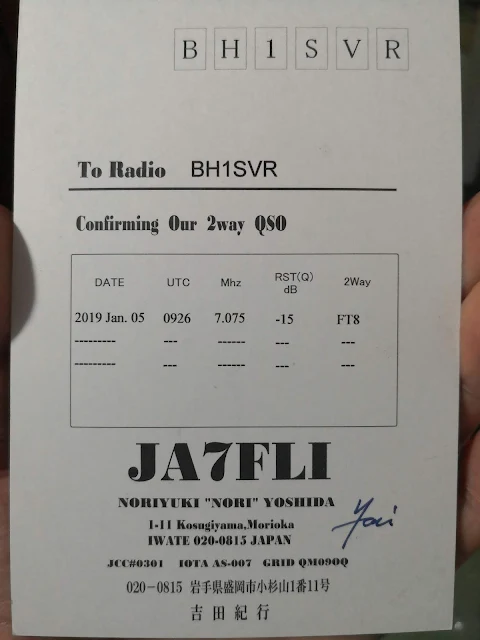 BH1SVR
To Radio BH1SVR
Confirming Our 2way QSO
DATE UTC Mhz RST(Q) dB 2Way
2019 Jan. 05 0926 7.075 -15 FT8
--------- --- ------ --- ---
--------- --- ------ --- ---
JA7FLI
NORIYUKI "NORI" YOSHIDA
1-11 Kosugiyama,Morioka
IWATE 020-0815 JAPAN
JCC#0301 IOTA AS-007 GRID QM09OQ
020-0815 岩手県盛岡市小杉山1番11号
吉田紀行